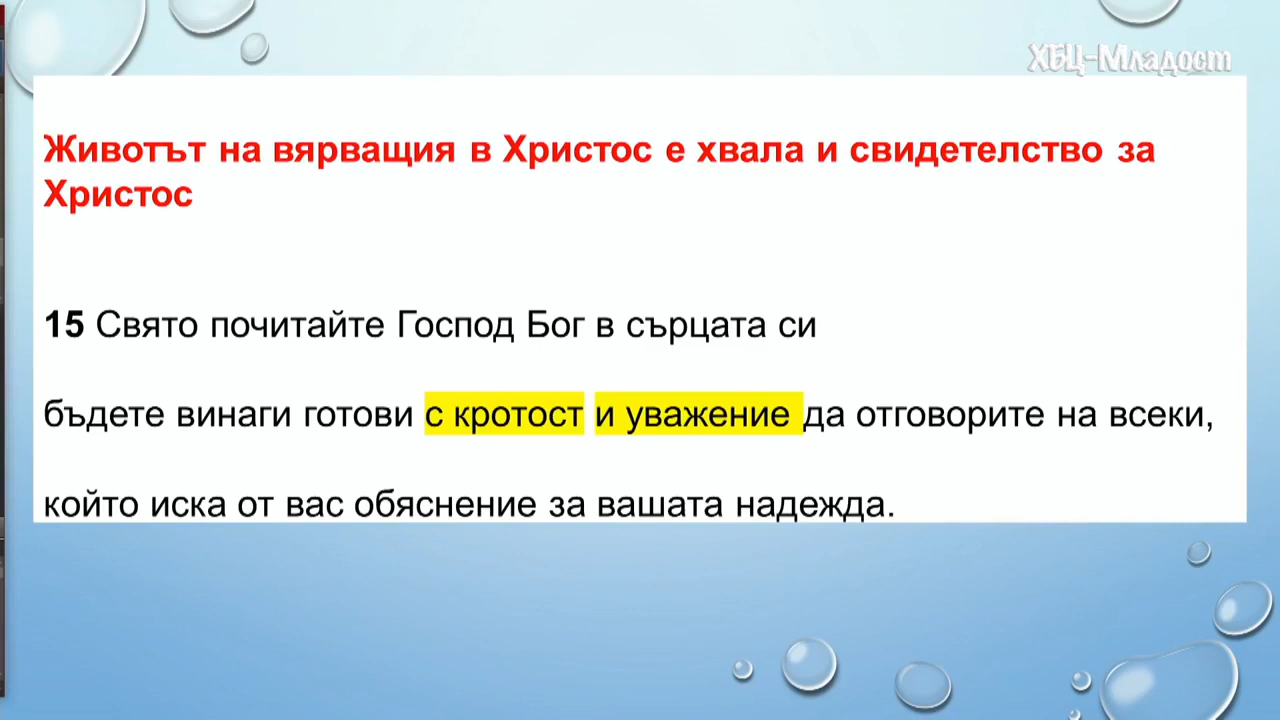 ХБЦ-Младост
Животът на вярващия в Христос е хвала и свидетелство за
Христос
15 Свято почитайте Господ Бог в сърцата си
бъдете винаги готови с кротост и уважение да отговорите на всеки,
който иска от вас обяснение за вашата надежда.